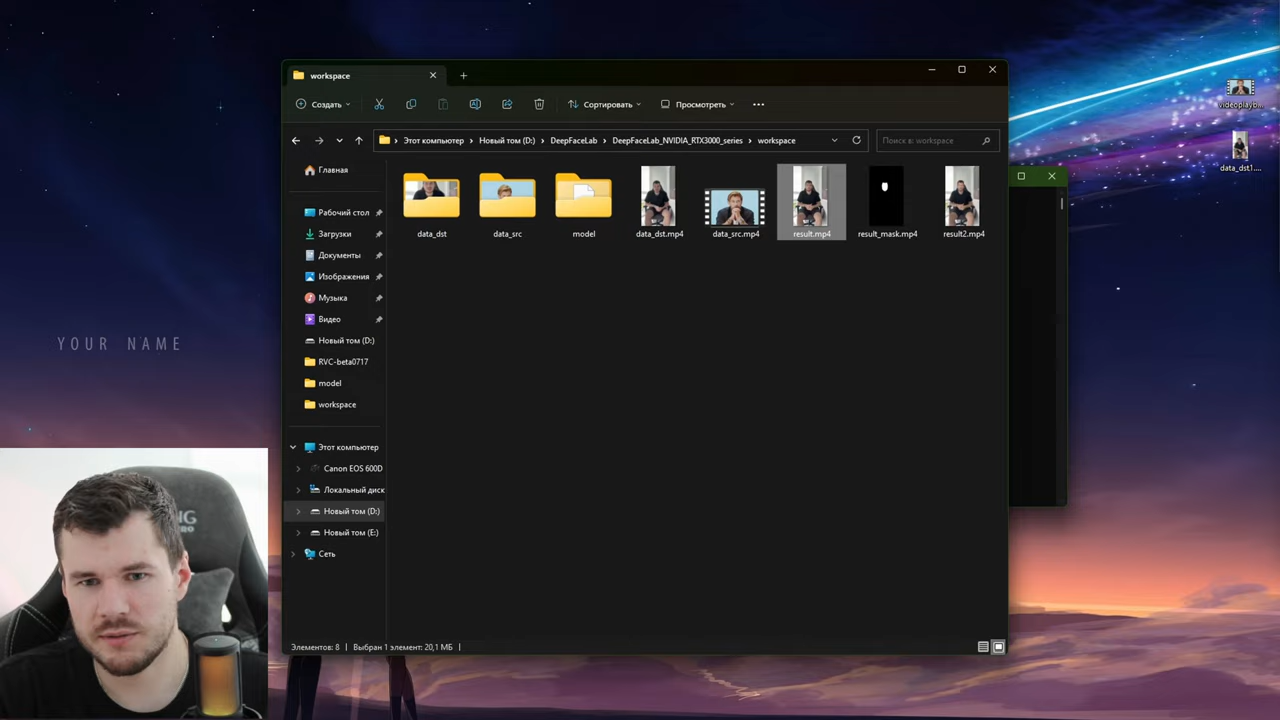 workspace
Создать
Сортировать
Просмотреть
Этот компьютер > Новый том (D:) > DeepFaceLab > DeepFaceLab_NVIDIA_RTX3000_series > workspace
Поиск в: workspace
Главная
Рабочий стол
Загрузки
Документы
Изображения
Музыка
Видео
Новый том (D:)
RVC-beta0717
model
workspace
Этот компьютер
Canon EOS 600D
Локальный диск
Новый том (D:)
Новый том (E:)
Сеть
data_dst
data_src
model
data_dst.mp4
data_src.mp4
result.mp4
result_mask.mp4
result2.mp4
Элементов: 8
Выбран 1 элемент: 20,1 МБ
YOUR NAME
data_dst1....